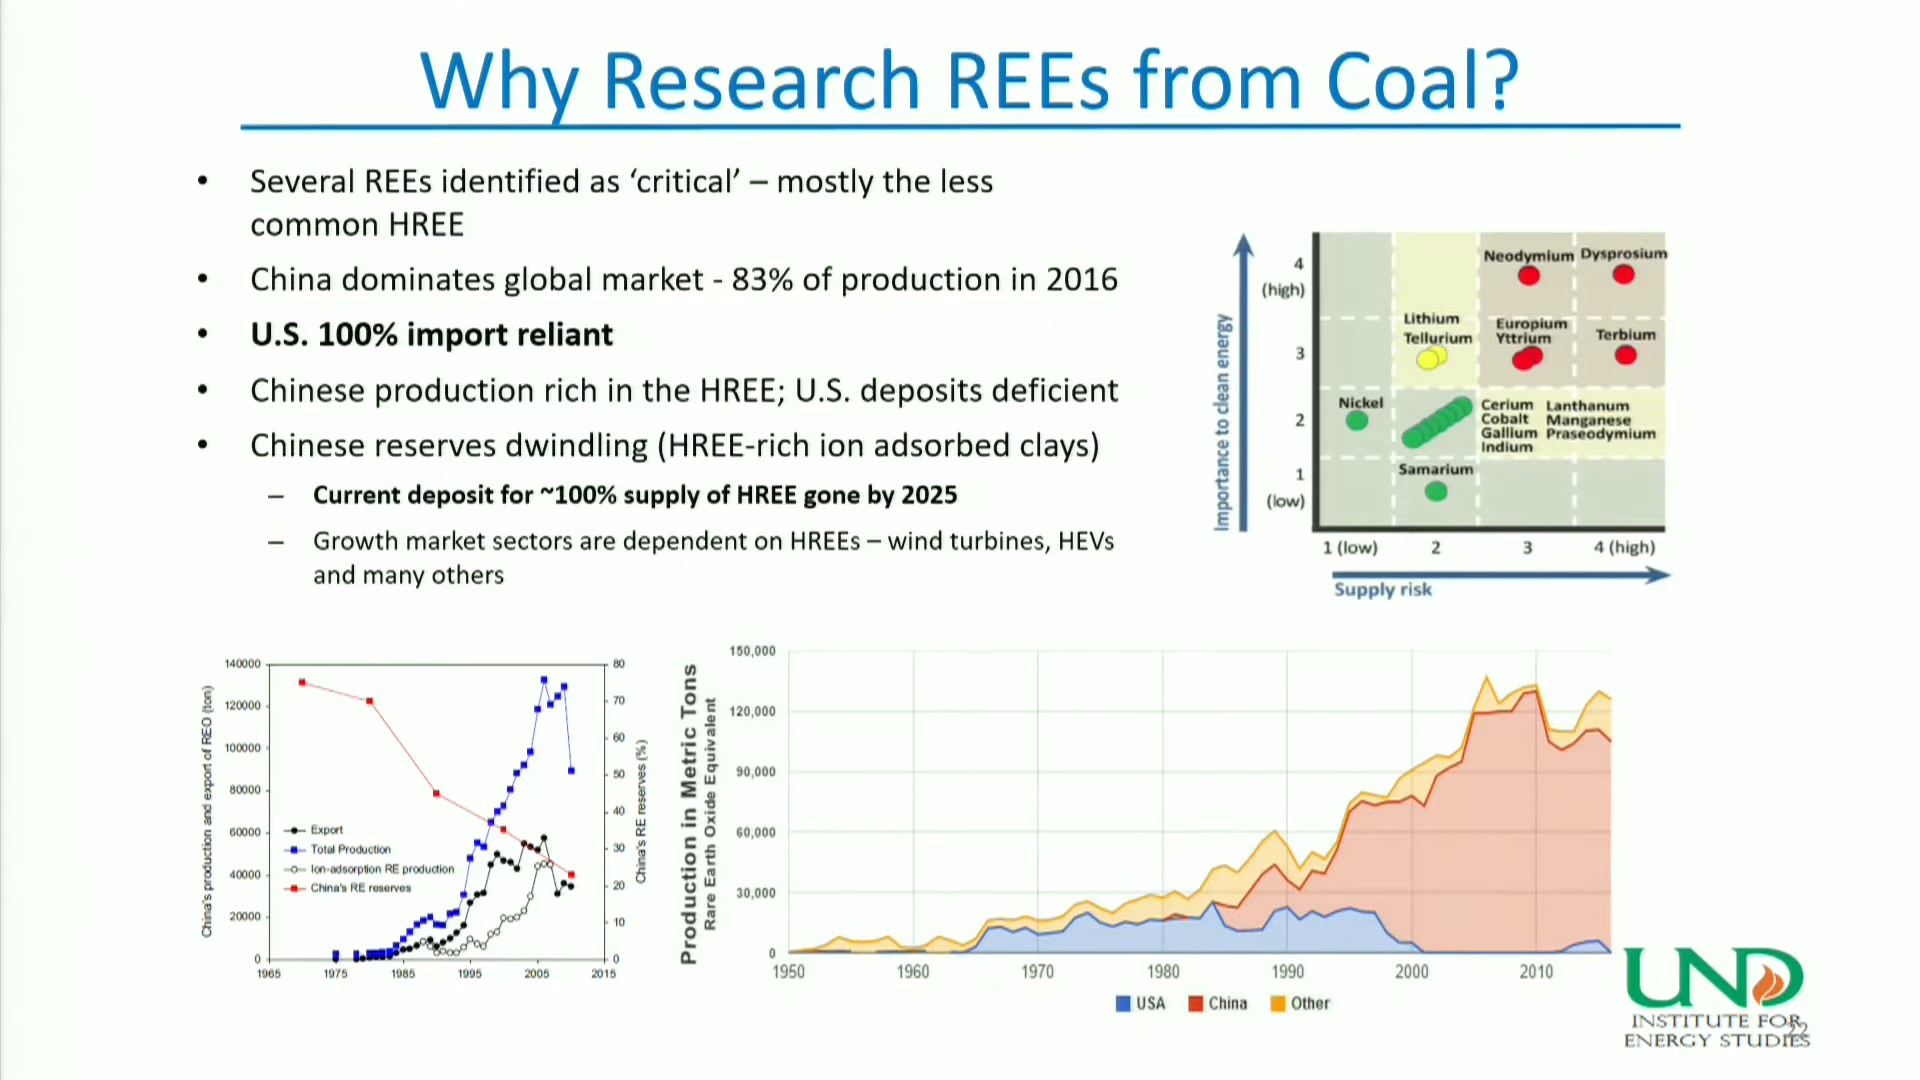 Why Research REEs from Coal?
• Several REEs identified as ‘critical’ – mostly the less
common HREE
• China dominates global market - 83% of production in 2016
• U.S. 100% import reliant
• Chinese production rich in the HREE; U.S. deposits deficient
• Chinese reserves dwindling (HREE-rich ion adsorbed clays)
– Current deposit for ~100% supply of HREE gone by 2025
– Growth market sectors are dependent on HREEs – wind turbines, HEVs
and many others
Importance to clean energy
4
(high)
3
2
1
(low)
Neodymium Dysprosium
Lithium
Tellurium
Europium
Yttrium
Terbium
Nickel
Cerium Lanthanum
Cobalt Manganese
Gallium Praseodymium
Indium
Samarium
1 (low) 2 3 4 (high)
Supply risk
China's production and export of REO (ton)
140000
120000
100000
80000
60000
40000
20000
0
Export
Total Production
Ion-adsorption RE production
China's RE reserves
80
70
60
50
40
30
20
10
0
China's RE reserves (%)
1965 1975 1985 1995 2005 2015
Production in Metric Tons
Rare Earth Oxide Equivalent
150,000
120,000
90,000
60,000
30,000
0
1950 1960 1970 1980 1990 2000 2010
USA China Other
UND
INSTITUTE FOR
ENERGY STUDIES
22